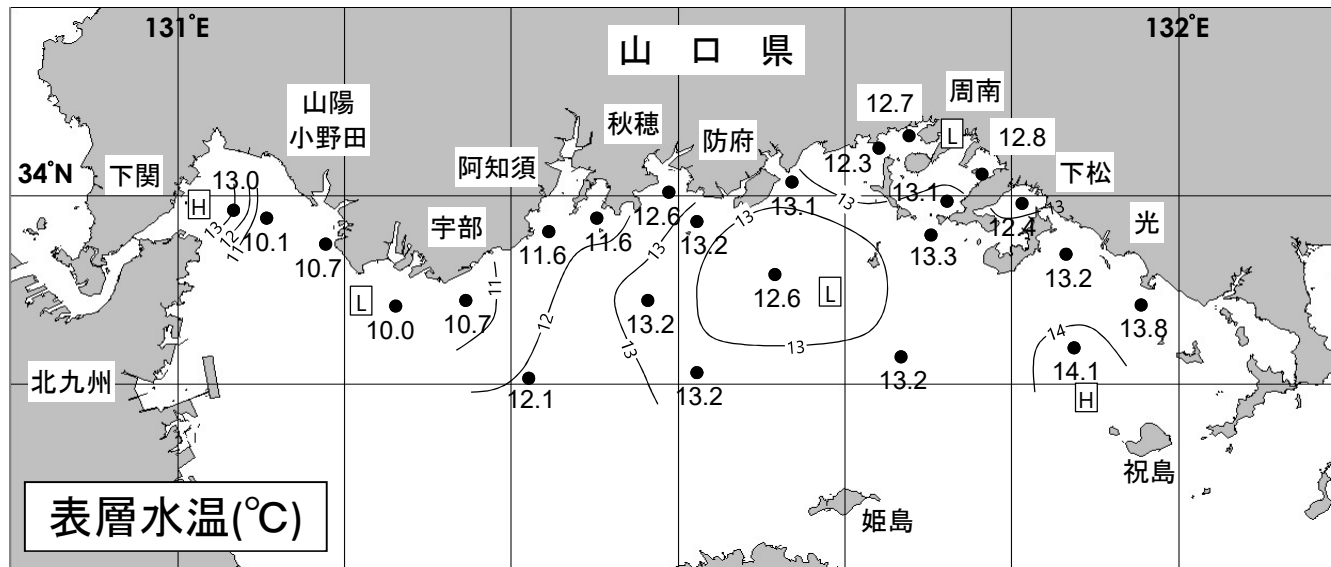 131°E
132°E
山 口 県
山陽
小野田
秋穂
防府
12.7
周南
L
12.8
阿知須
12.3
下松
34°N
下関
13.0
H
13
12
11
10.1
10.7
宇部
11.6
11.6
12.6
13
13.2
13.1
13
13
13.1
13.3
12.4
13
光
13.2
L
10.0
10.7
11
12
13.2
13
12.6
L
13
13.8
14
14.1
H
北九州
12.1
13.2
13.2
祝島
姫島
表層水温(℃)